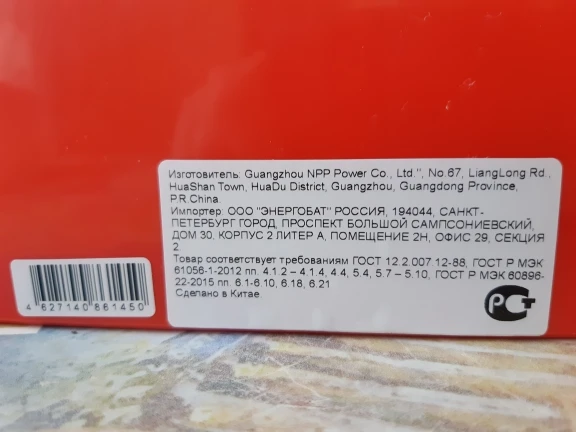 Изготовитель: Guangzhou NPP Power Co., Ltd.", No.67, LiangLong Rd.,
HuaShan Town, HuaDu District, Guangzhou, Guangdong Province,
P.R.China.
Импортер: ООО "ЭНЕРГОБАТ" РОССИЯ, 194044, САНКТ-
ПЕТЕРБУРГ ГОРОД, ПРОСПЕКТ БОЛЬШОЙ САМПСОНИЕВСКИЙ,
ДОМ 30, КОРПУС 2 ЛИТЕР А, ПОМЕЩЕНИЕ 2Н, ОФИС 29, СЕКЦИЯ
2
Товар соответствует требованиям ГОСТ 12 2 007.12-88, ГОСТ Р МЭК
61056-1-2012 пп. 4.1.2 – 4.1.4, 4.4, 5.4, 5.7 – 5.10, ГОСТ Р МЭК 60896-
22-2015 пп. 6.1-6.10, 6.18, 6.21
Сделано в Китае
РСТ
4 627140 861450